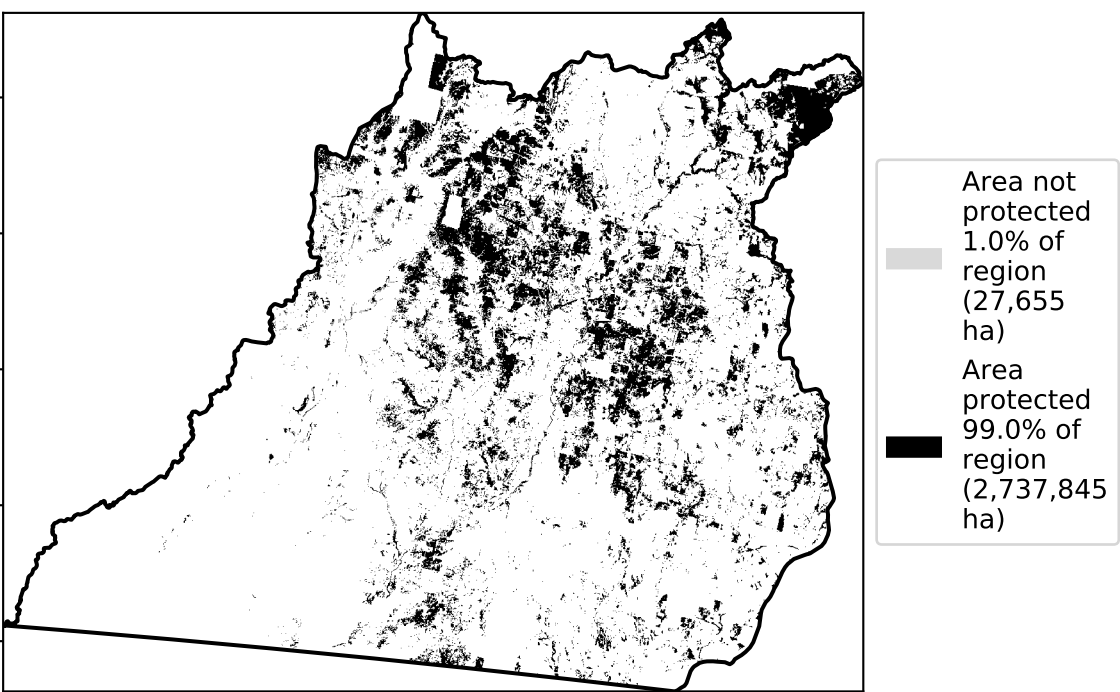 Area not
protected
1.0% of
region
(27,655
ha)
Area
protected
99.0% of
region
(2,737,845
ha)